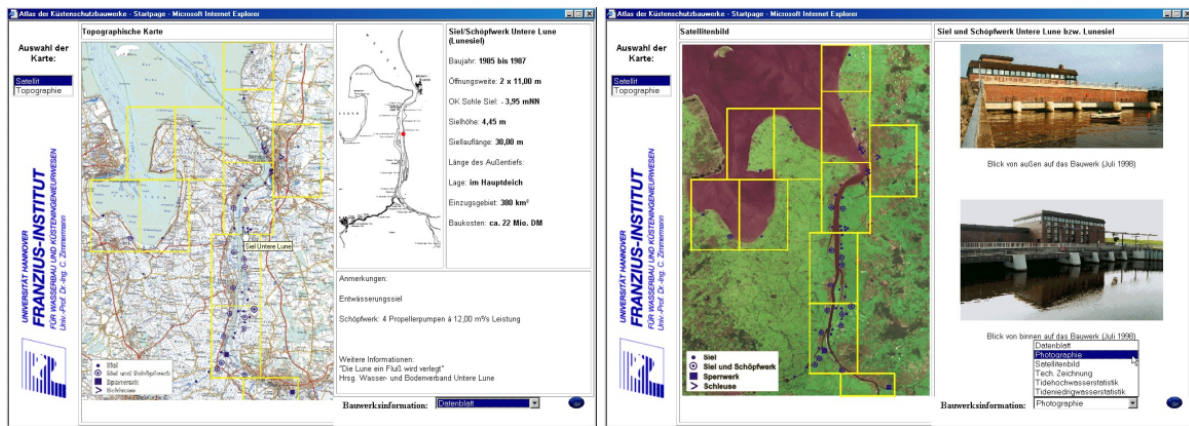 Atlas der Küstenschutzbauwerke - Startpage - Microsoft Internet Explorer
Auswahl der
Karte:
Satellit
Topographie
UNIVERSITÄT HANNOVER
FRANZIUS-INSTITUT
FÜR WASSERBAU UND KÜSTENINGENIEURWESEN
Univ.-Prof. Dr.-Ing. C. Zimmermann
Topographische Karte
Siel Untere Lune
Siel
Siel und Schöpfwerk
Sperrwerk
Schleuse
Siel/Schöpfwerk Untere Lune
(Lunesiel)
Baujahr: 1985 bis 1987
Öffnungsweite: 2 x 11,00 m
OK Sohle Siel: - 3,95 mNN
Sielhöhe: 4,45 m
Siellauflänge: 30,00 m
Länge des Außentiefs:
Lage: im Hauptdeich
Einzugsgebiet: 380 km²
Baukosten: ca. 22 Mio. DM
Anmerkungen:
Entwässerungssiel
Schöpfwerk: 4 Propellerpumpen á 12,00 m³/s Leistung
Weitere Informationen:
"Die Lune ein Fluß wird verlegt"
Hrsg. Wasser- und Bodenverband Untere Lune
Bauwerksinformation: Datenblatt
Atlas der Küstenschutzbauwerke - Startpage - Microsoft Internet Explorer
Auswahl der
Karte:
Satellit
Topographie
UNIVERSITÄT HANNOVER
FRANZIUS-INSTITUT
FÜR WASSERBAU UND KÜSTENINGENIEURWESEN
Univ.-Prof. Dr.-Ing. C. Zimmermann
Satellitenbild
Siel
Siel und Schöpfwerk
Sperrwerk
Schleuse
Siel und Schöpfwerk Untere Lune bzw. Lunesiel
Blick von außen auf das Bauwerk (Juli 1998)
Blick von binnen auf das Bauwerk (Juli 1998)
Datenblatt
Photographie
Satellitenbild
Tech. Zeichnung
Tidehochwasserstatistik
Tideniedrigwasserstatistik
Bauwerksinformation: Photographie